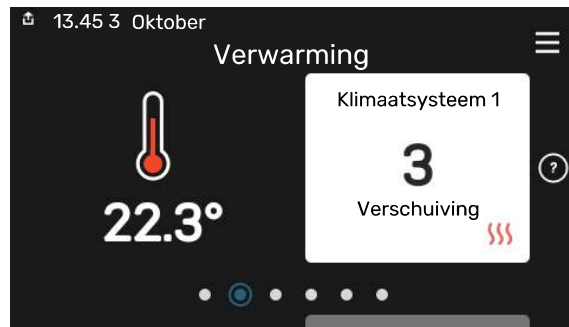 13.45 3 Oktober
Verwarming
Klimaatsysteem 1
3
Verschuiving
22.3°
?